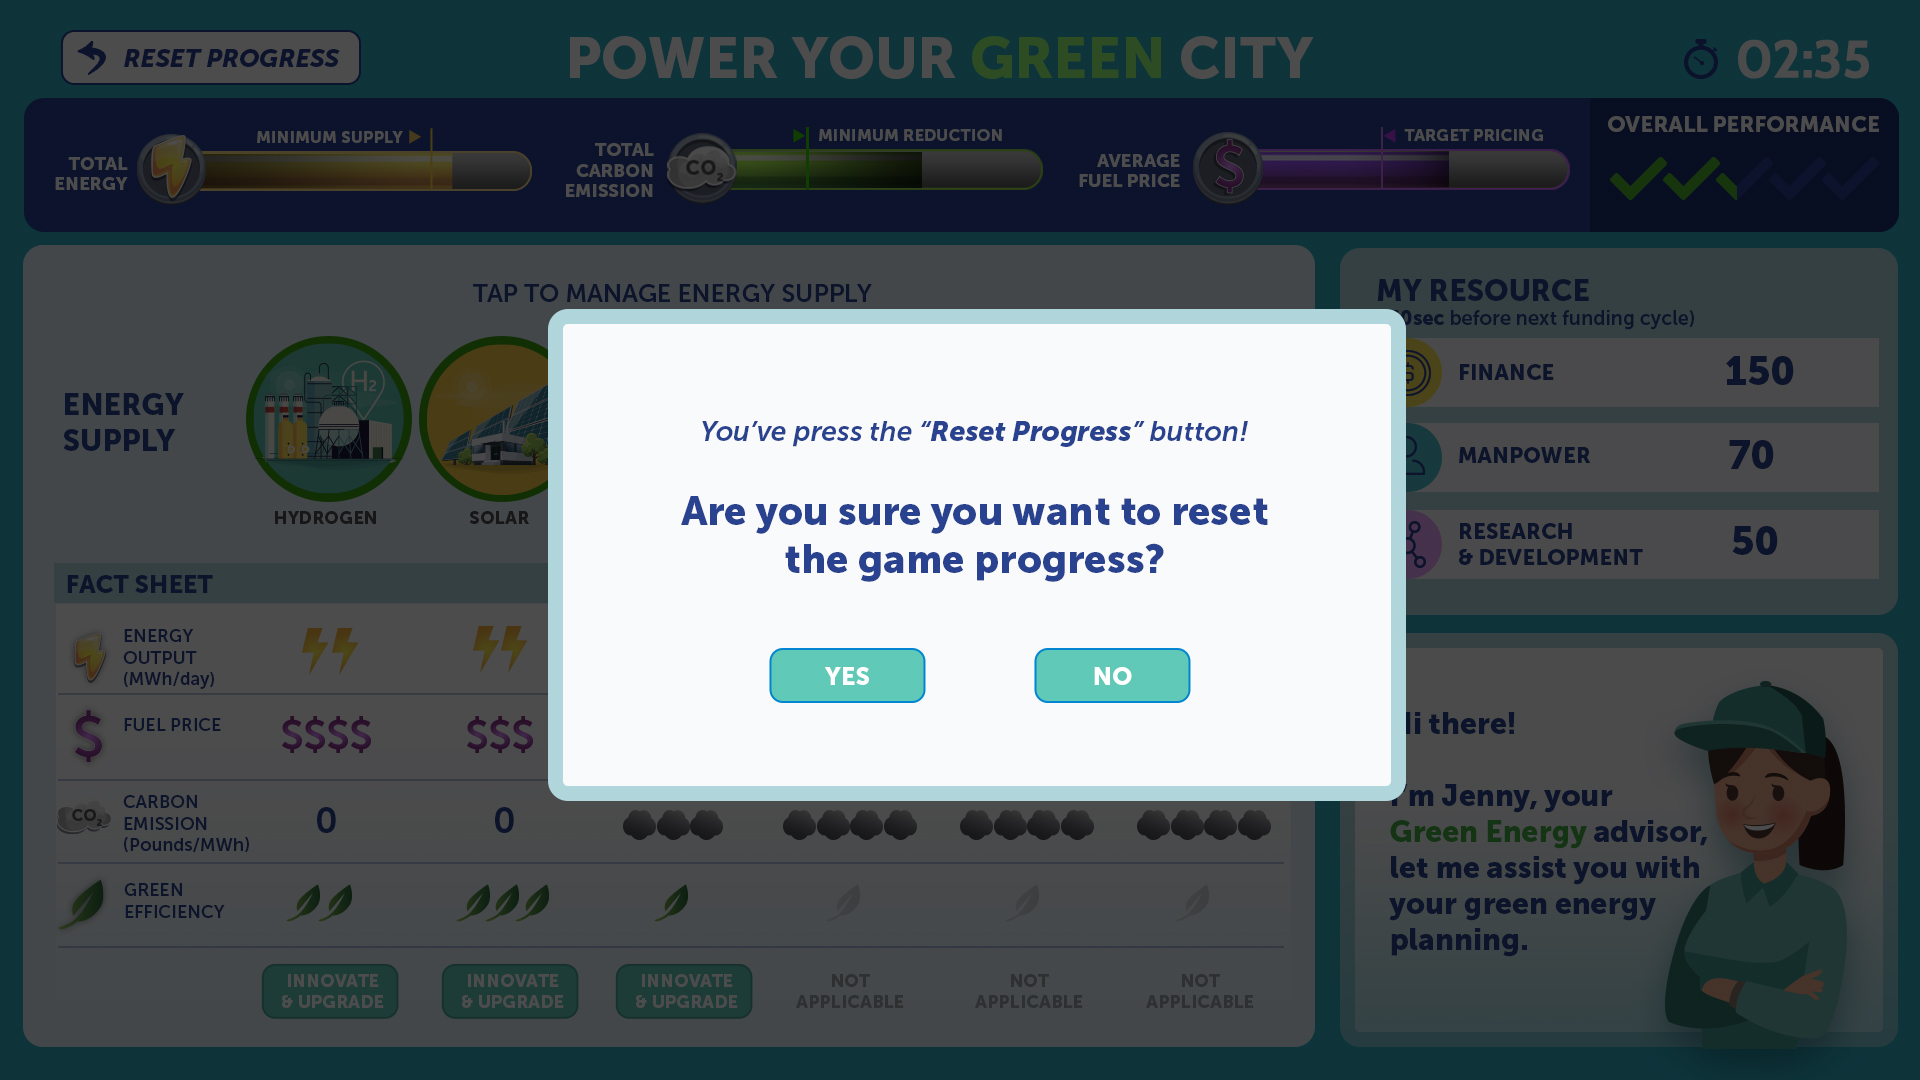 RESET PROGRESS
POWER YOUR GREEN CITY
02:35
TOTAL
ENERGY
MINIMUM SUPPLY
TOTAL
CARBON
EMISSION
CO2
MINIMUM REDUCTION
AVERAGE
FUEL PRICE
$
TARGET PRICING
OVERALL PERFORMANCE
TAP TO MANAGE ENERGY SUPPLY
ENERGY
SUPPLY
H2
HYDROGEN
SOLAR
MY RESOURCE
0sec before next funding cycle)
$
FINANCE
150
MANPOWER
70
RESEARCH
& DEVELOPMENT
50
You've press the “Reset Progress” button!
Are you sure you want to reset
the game progress?
YES
NO
FACT SHEET
ENERGY
OUTPUT
(MWh/day)
$
FUEL PRICE
$$$$
$$$
CO2
CARBON
EMISSION
(Pounds/MWh)
0
0
GREEN
EFFICIENCY
INNOVATE
& UPGRADE
INNOVATE
& UPGRADE
INNOVATE
& UPGRADE
NOT
APPLICABLE
NOT
APPLICABLE
NOT
APPLICABLE
Hi there!
I'm Jenny, your
Green Energy advisor,
let me assist you with
your green energy
planning.